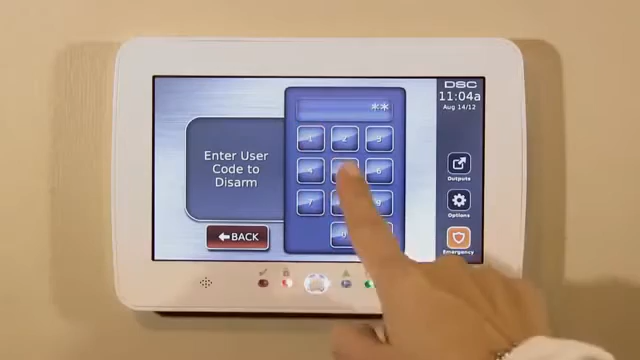 DSC
11:04a
Aug 14/12
**
1 2 3
Enter User
Code to
Disarm
4 6
7
0
BACK
Outputs
Options
Emergency